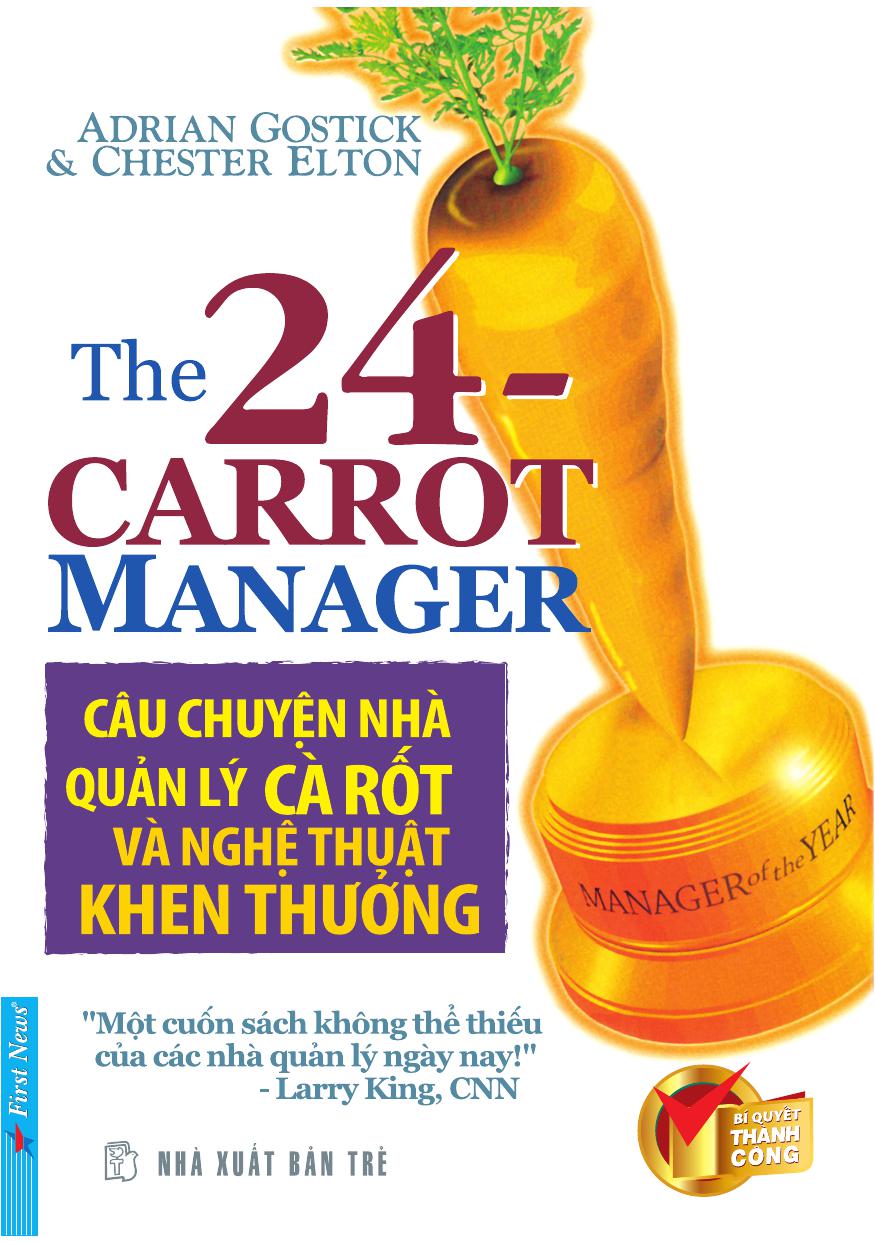 ADRIAN GOSTICK
& CHESTER ELTON
The 24-
CARROT
MANAGER
CÂU CHUYỆN NHÀ
QUẢN LÝ CÀ RỐT
VÀ NGHỆ THUẬT
KHEN THƯỞNG
MANAGER of the YEAR
"Một cuốn sách không thể thiếu
của các nhà quản lý ngày nay!"
- Larry King, CNN
First News®
BÍ QUYẾT
THÀNH
CÔNG
NHÀ XUẤT BẢN TRẺ